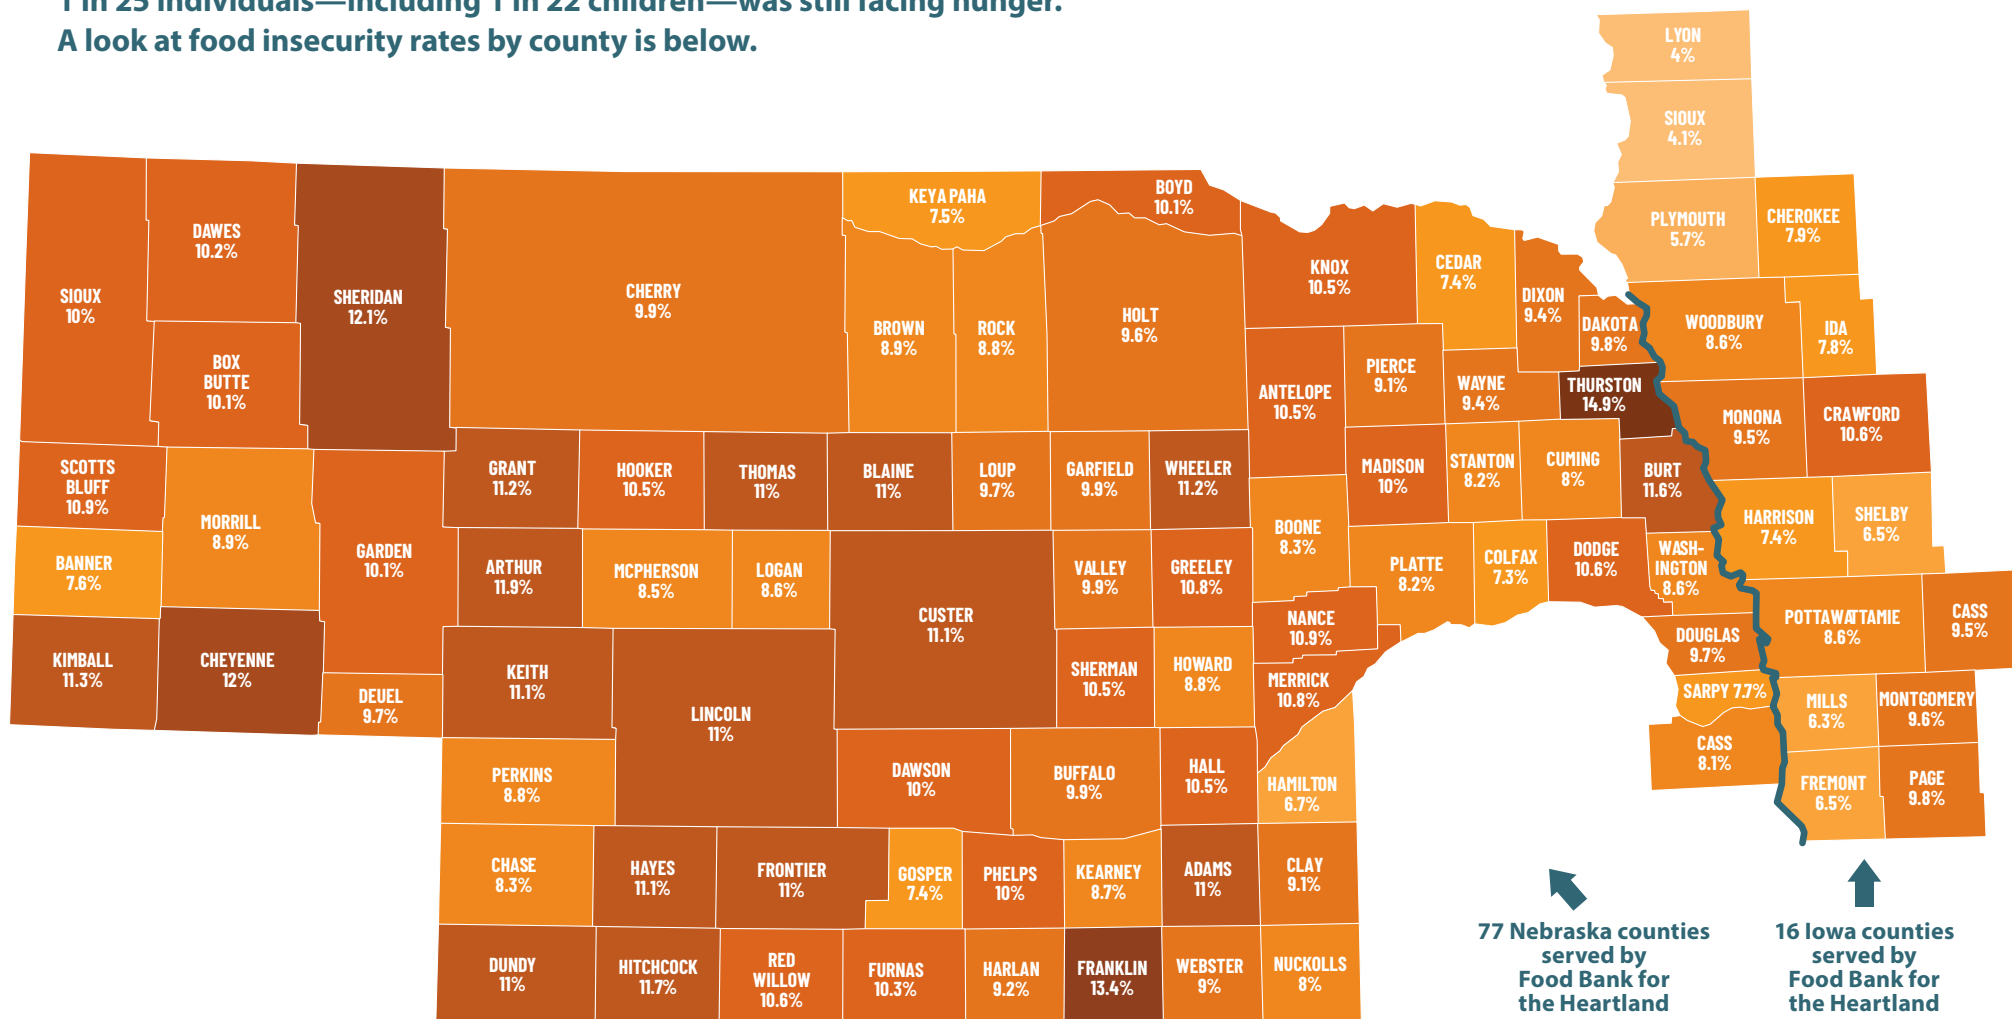 1 in 25 individuals—including 1 in 22 children—was still facing hunger.
A look at food insecurity rates by county is below.
LYON
4%
SIOUX
4.1%
PLYMOUTH
5.7%
CHEROKEE
7.9%
WOODBURY
8.6%
IDA
7.8%
MONONA
9.5%
CRAWFORD
10.6%
HARRISON
7.4%
SHELBY
6.5%
POTTAWATTAMIE
8.6%
CASS
9.5%
MILLS
6.3%
MONTGOMERY
9.6%
FREMONT
6.5%
PAGE
9.8%
SIOUX
10%
DAWES
10.2%
BOX
BUTTE
10.1%
SHERIDAN
12.1%
SCOTTS
BLUFF
10.9%
BANNER
7.6%
KIMBALL
11.3%
MORRILL
8.9%
CHEYENNE
12%
GARDEN
10.1%
DEUEL
9.7%
CHERRY
9.9%
KEYA PAHA
7.5%
BROWN
8.9%
ROCK
8.8%
BOYD
10.1%
HOLT
9.6%
KNOX
10.5%
CEDAR
7.4%
DIXON
9.4%
DAKOTA
9.8%
ANTELOPE
10.5%
PIERCE
9.1%
WAYNE
9.4%
THURSTON
14.9%
GRANT
11.2%
HOOKER
10.5%
THOMAS
11%
BLAINE
11%
LOUP
9.7%
GARFIELD
9.9%
WHEELER
11.2%
BOONE
8.3%
MADISON
10%
STANTON
8.2%
CUMING
8%
BURT
11.6%
ARTHUR
11.9%
MCPHERSON
8.5%
LOGAN
8.6%
CUSTER
11.1%
VALLEY
9.9%
GREELEY
10.8%
NANCE
10.9%
PLATTE
8.2%
COLFAX
7.3%
DODGE
10.6%
WASH-
INGTON
8.6%
DOUGLAS
9.7%
SARPY 7.7%
CASS
8.1%
KEITH
11.1%
LINCOLN
11%
SHERMAN
10.5%
HOWARD
8.8%
MERRICK
10.8%
PERKINS
8.8%
DAWSON
10%
BUFFALO
9.9%
HALL
10.5%
HAMILTON
6.7%
CHASE
8.3%
HAYES
11.1%
FRONTIER
11%
GOSPER
7.4%
PHELPS
10%
KEARNEY
8.7%
ADAMS
11%
CLAY
9.1%
DUNDY
11%
HITCHCOCK
11.7%
RED
WILLOW
10.6%
FURNAS
10.3%
HARLAN
9.2%
FRANKLIN
13.4%
WEBSTER
9%
NUCKOLLS
8%
77 Nebraska counties
served by
Food Bank for
the Heartland
16 Iowa counties
served by
Food Bank for
the Heartland